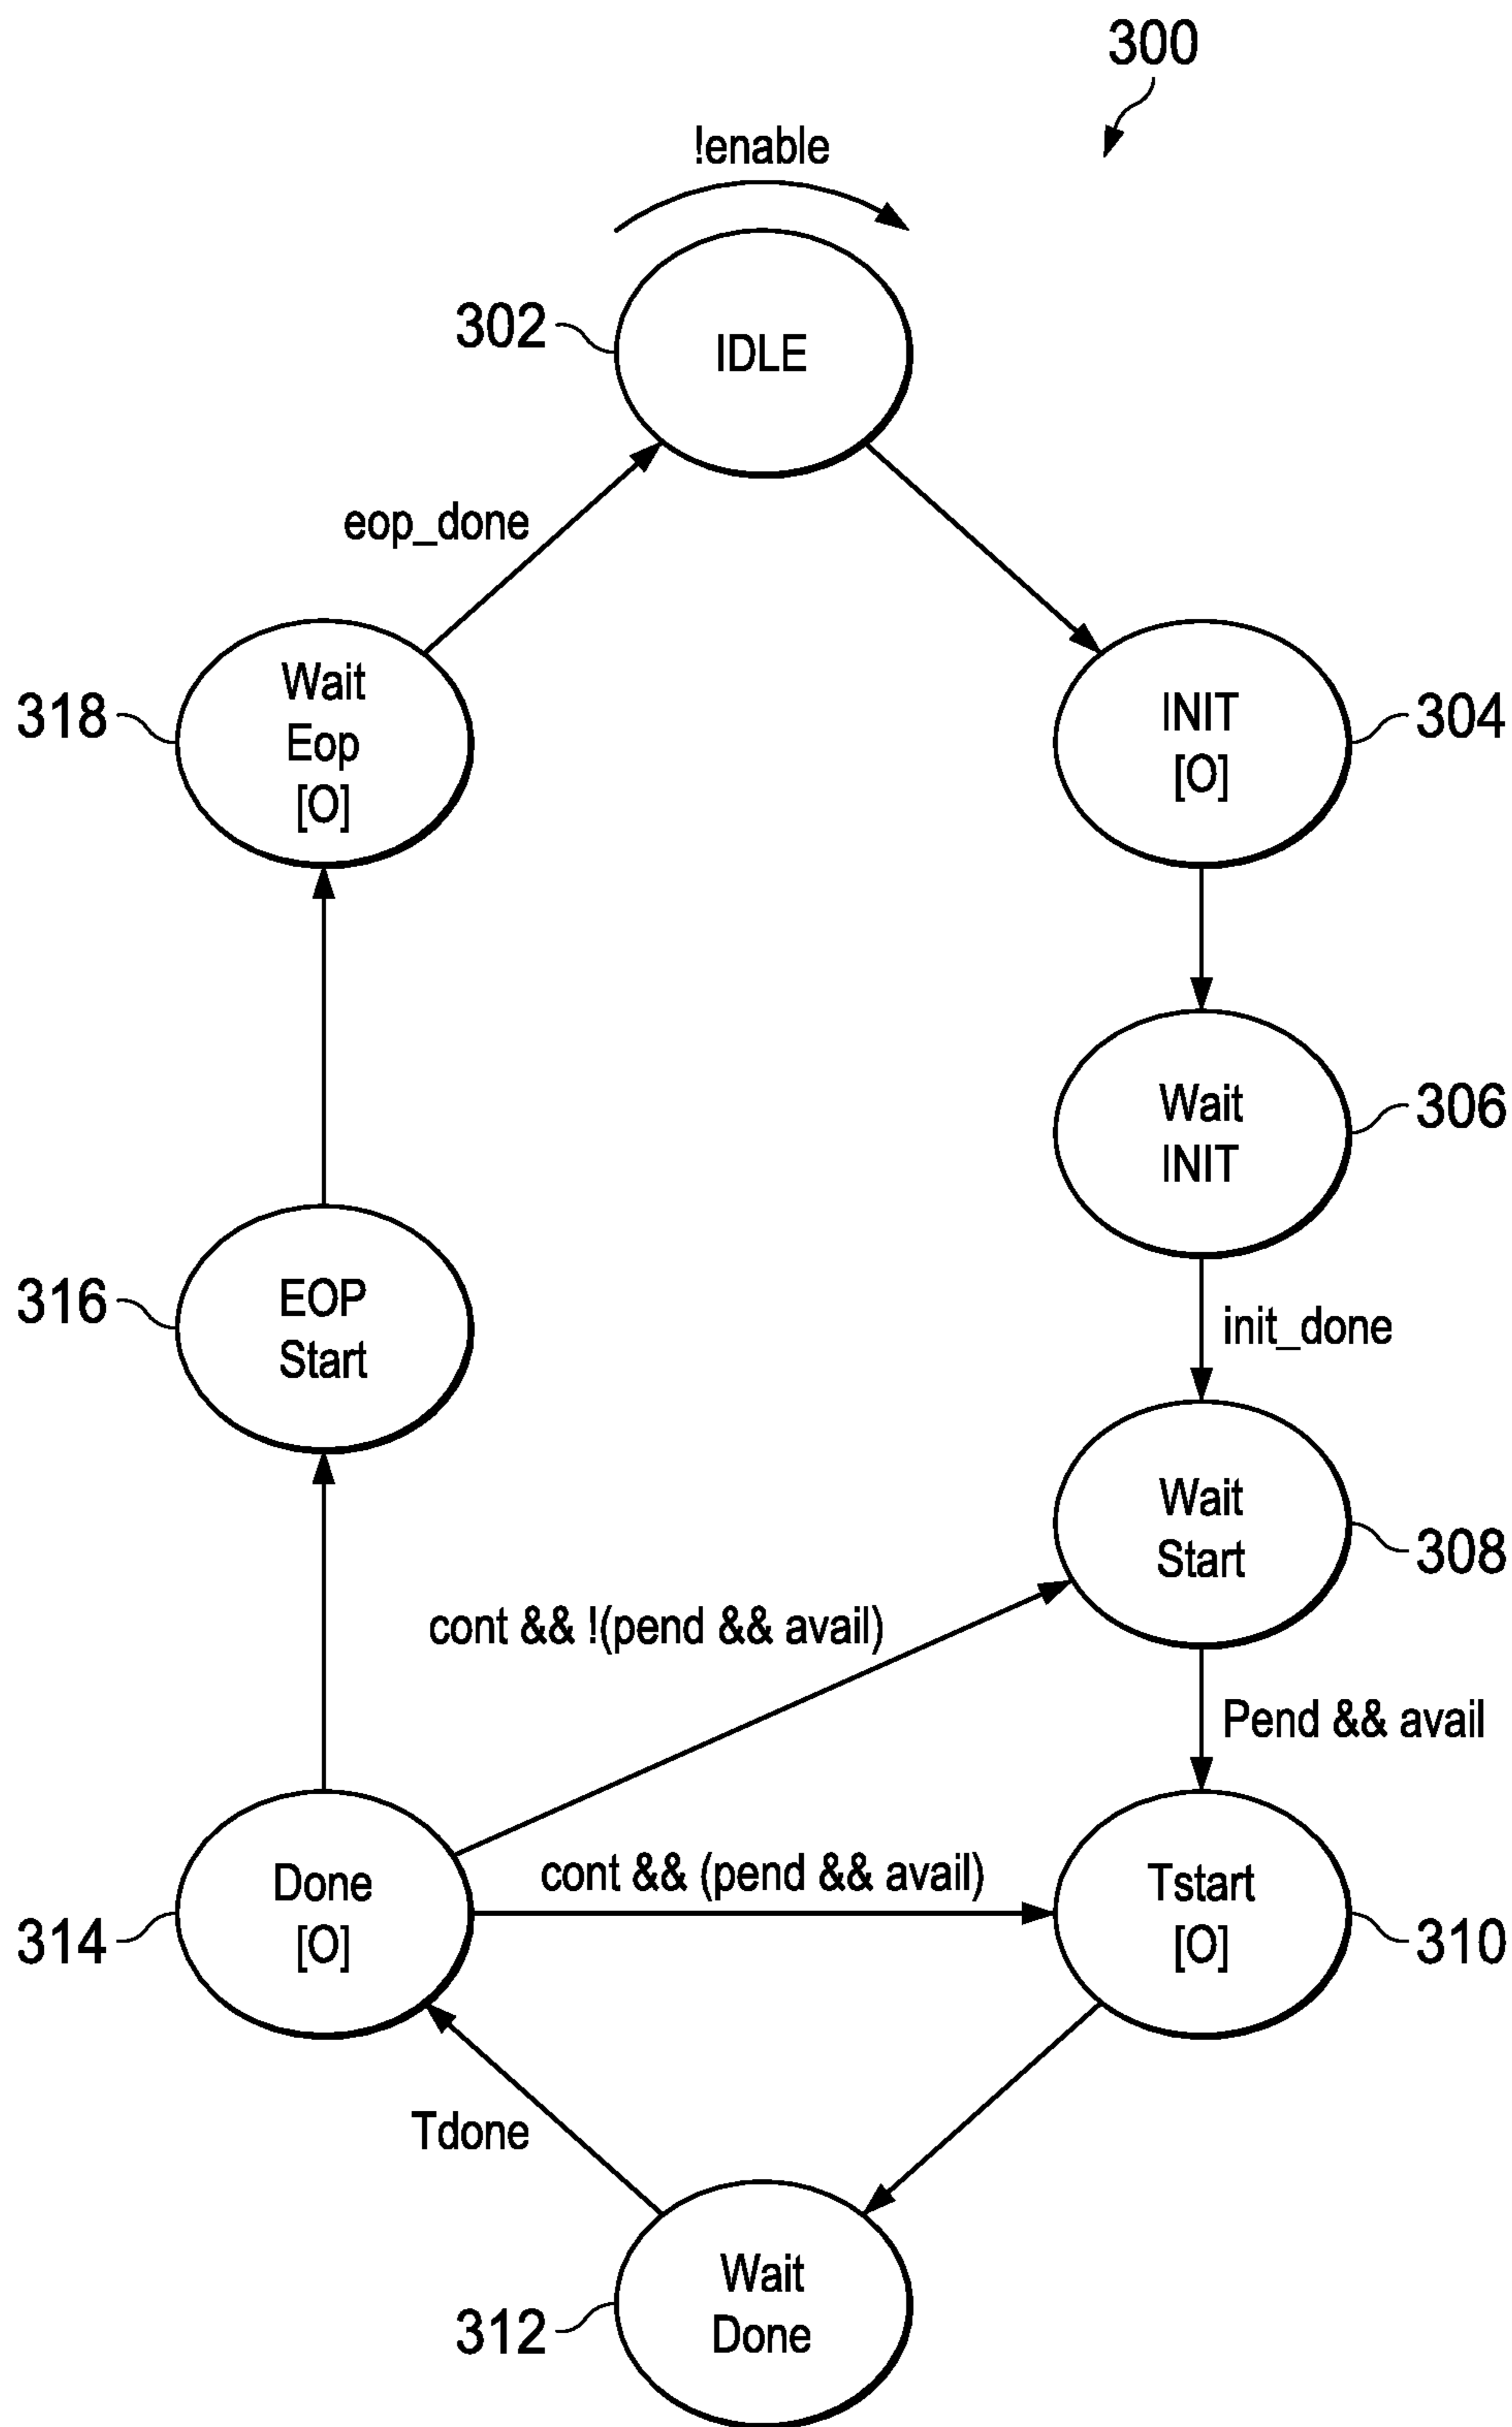 300
!enable
302
IDLE
eop_done
318
Wait
Eop
[O]
INIT
[O]
304
Wait
INIT
306
316
EOP
Start
init_done
Wait
Start
308
cont && !(pend && avail)
Pend && avail
314
Done
[O]
cont && (pend && avail)
Tstart
[O]
310
Tdone
312
Wait
Done